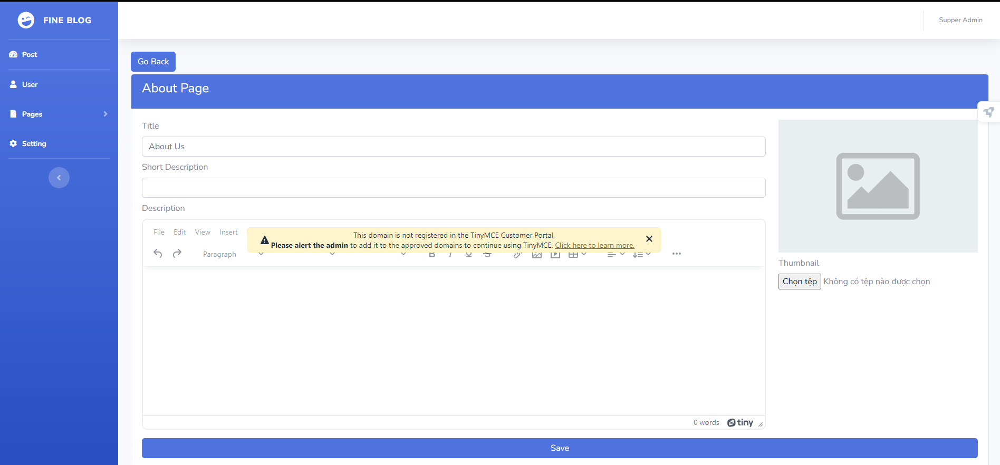 FINE BLOG
Supper Admin
Post
User
Pages
Setting
Go Back
About Page
Title
About Us
Short Description
Description
File Edit View Insert
This domain is not registered in the TinyMCE Customer Portal.
Please alert the admin to add it to the approved domains to continue using TinyMCE. Click here to learn more.
Paragraph
B I U S
0 words tiny
Thumbnail
Chọn tệp Không có tệp nào được chọn
Save